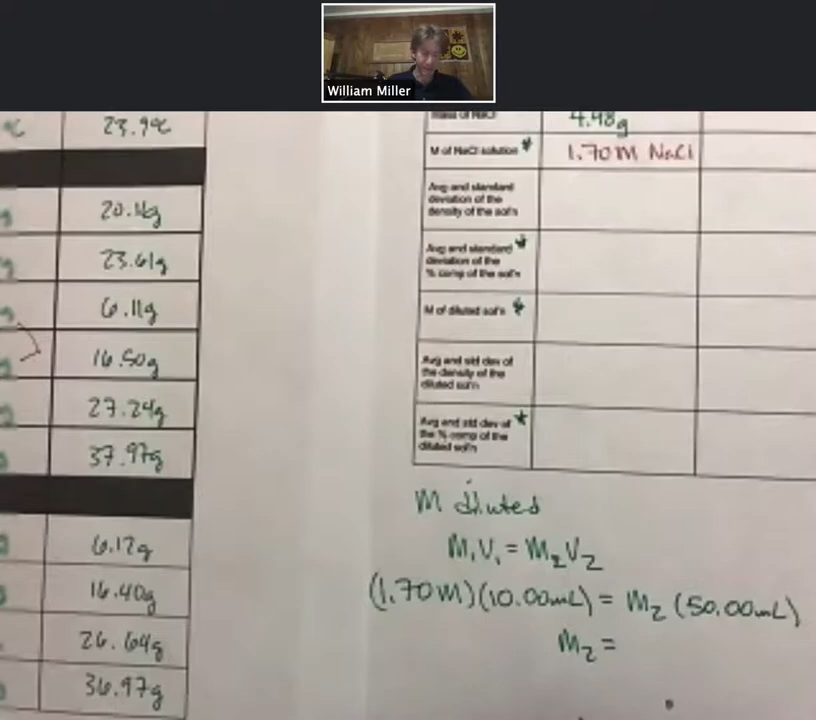 William Miller
23.9°C
20.16g
23.61g
6.11g
16.50g
27.24g
37.97g
6.12g
16.40g
26.64g
36.97g
mass of NaCl
4.48g
M of NaCl solution *
1.70M NaCl
Avg and standard
deviation of the
density of the sol'n
Avg and standard *
deviation of the
% comp of the sol'n
M of diluted sol'n *
Avg and std dev of
the density of the
diluted sol'n
Avg and std dev of *
the % comp of the
diluted sol'n
M diluted
M₁V₁ = M₂V₂
(1.70M)(10.00mL) = M₂ (50.00mL)
M₂ =